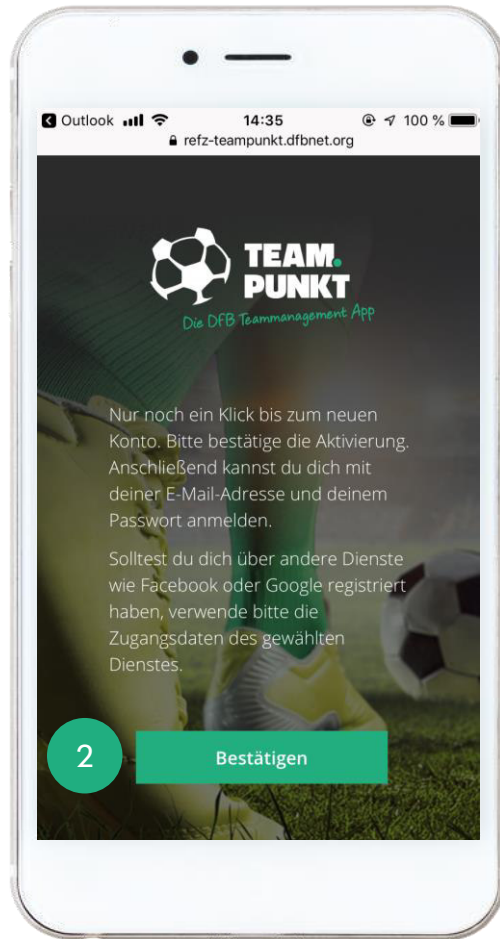 Outlook 14:35 100 %
refz-teampunkt.dfbnet.org
TEAM.
PUNKT
Die DFB Teammanagement App
Nur noch ein Klick bis zum neuen
Konto. Bitte bestätige die Aktivierung.
Anschließend kannst du dich mit
deiner E-Mail-Adresse und deinem
Passwort anmelden.
Solltest du dich über andere Dienste
wie Facebook oder Google registriert
haben, verwende bitte die
Zugangsdaten des gewählten
Dienstes.
2 Bestätigen